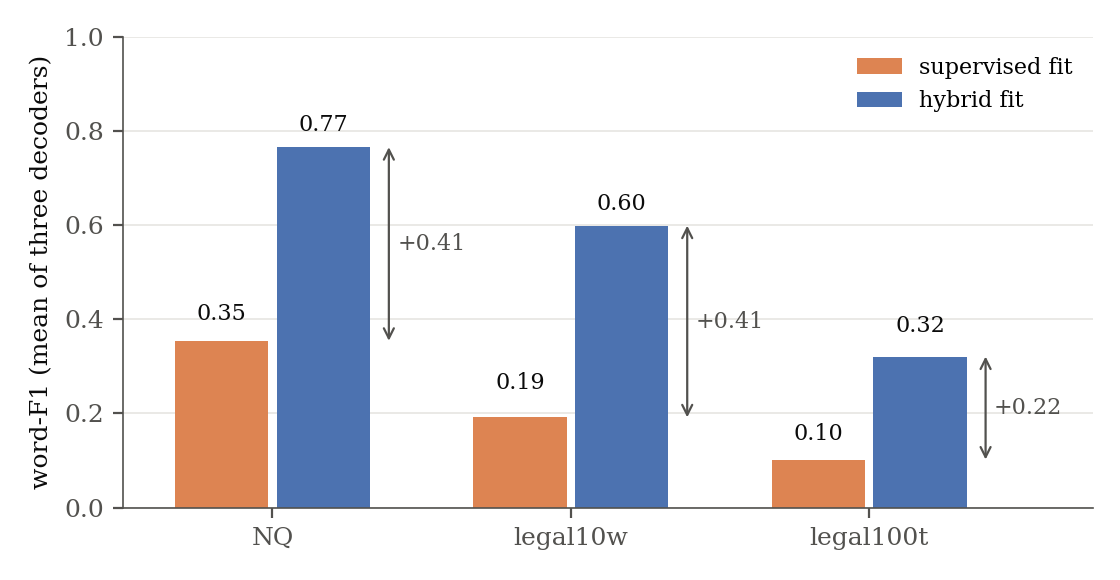 word-F1 (mean of three decoders)
1.0
0.8
0.6
0.4
0.2
0.0
supervised fit
hybrid fit
0.35
0.77
+0.41
0.19
0.60
+0.41
0.10
0.32
+0.22
NQ
legal10w
legal100t